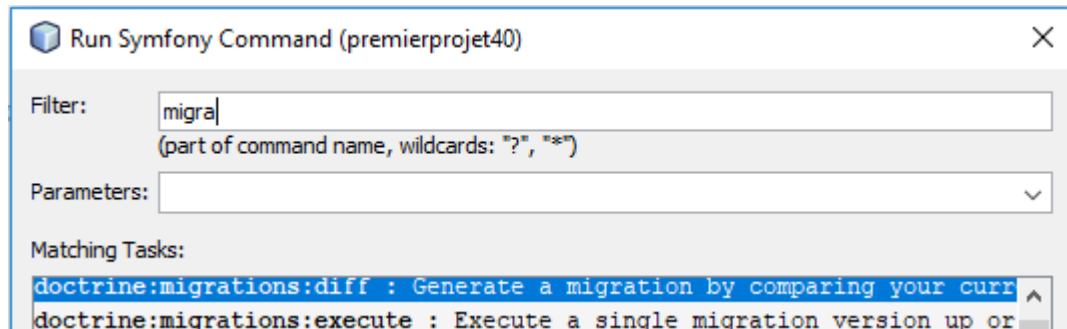 Run Symfony Command (premierprojet40)
Filter: migra
(part of command name, wildcards: "?", "*")
Parameters:
Matching Tasks:
doctrine:migrations:diff : Generate a migration by comparing your curr
doctrine:migrations:execute : Execute a single migration version up or